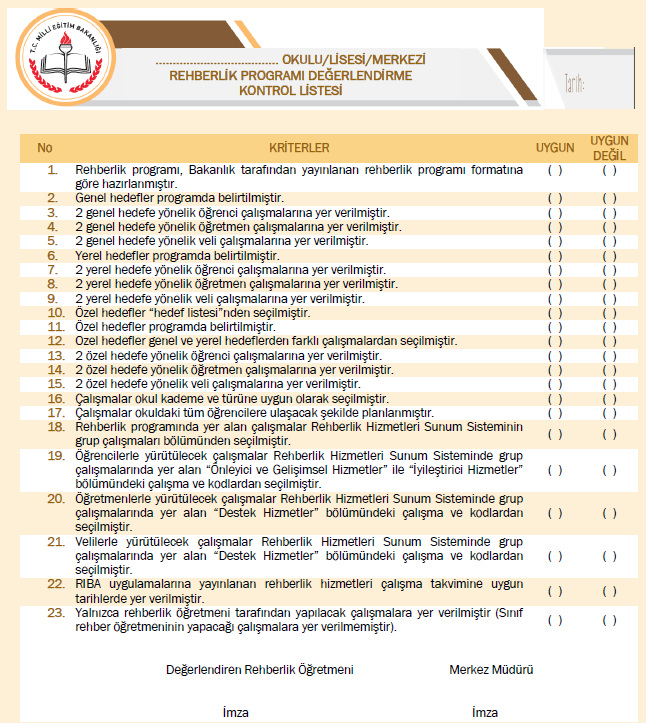 T.C. MİLLİ EĞİTİM BAKANLIĞI
...................................... OKULU/LİSESİ/MERKEZİ
REHBERLİK PROGRAMI DEĞERLENDİRME
KONTROL LİSTESİ
Tarih:
No KRİTERLER UYGUN UYGUN DEĞİL
1. Rehberlik programı, Bakanlık tarafından yayınlanan rehberlik programı formatına
göre hazırlanmıştır. ( ) ( )
2. Genel hedefler programda belirtilmiştir. ( ) ( )
3. 2 genel hedefe yönelik öğrenci çalışmalarına yer verilmiştir. ( ) ( )
4. 2 genel hedefe yönelik öğretmen çalışmalarına yer verilmiştir. ( ) ( )
5. 2 genel hedefe yönelik veli çalışmalarına yer verilmiştir. ( ) ( )
6. Yerel hedefler programda belirtilmiştir. ( ) ( )
7. 2 yerel hedefe yönelik öğrenci çalışmalarına yer verilmiştir. ( ) ( )
8. 2 yerel hedefe yönelik öğretmen çalışmalarına yer verilmiştir. ( ) ( )
9. 2 yerel hedefe yönelik veli çalışmalarına yer verilmiştir. ( ) ( )
10. Özel hedefler “hedef listesi”nden seçilmiştir. ( ) ( )
11. Özel hedefler programda belirtilmiştir. ( ) ( )
12. Özel hedefler genel ve yerel hedeflerden farklı çalışmalardan seçilmiştir. ( ) ( )
13. 2 özel hedefe yönelik öğrenci çalışmalarına yer verilmiştir. ( ) ( )
14. 2 özel hedefe yönelik öğretmen çalışmalarına yer verilmiştir. ( ) ( )
15. 2 özel hedefe yönelik veli çalışmalarına yer verilmiştir. ( ) ( )
16. Çalışmalar okul kademe ve türüne uygun olarak seçilmiştir. ( ) ( )
17. Çalışmalar okuldaki tüm öğrencilere ulaşacak şekilde planlanmıştır. ( ) ( )
18. Rehberlik programında yer alan çalışmalar Rehberlik Hizmetleri Sunum Sisteminin
grup çalışmaları bölümünden seçilmiştir. ( ) ( )
19. Öğrencilerle yürütülecek çalışmalar Rehberlik Hizmetleri Sunum Sisteminde grup
çalışmalarında yer alan “Önleyici ve Gelişimsel Hizmetler” ile “İyileştirici Hizmetler”
bölümündeki çalışma ve kodlardan seçilmiştir. ( ) ( )
20. Öğretmenlerle yürütülecek çalışmalar Rehberlik Hizmetleri Sunum Sisteminde grup
çalışmalarında yer alan “Destek Hizmetler” bölümündeki çalışma ve kodlardan
seçilmiştir. ( ) ( )
21. Velilerle yürütülecek çalışmalar Rehberlik Hizmetleri Sunum Sisteminde grup
çalışmalarında yer alan “Destek Hizmetler” bölümündeki çalışma ve kodlardan
seçilmiştir. ( ) ( )
22. RIBA uygulamalarına yayınlanan rehberlik hizmetleri çalışma takvimine uygun
tarihlerde yer verilmiştir. ( ) ( )
23. Yalnızca rehberlik öğretmeni tarafından yapılacak çalışmalara yer verilmiştir (Sınıf
rehber öğretmeninin yapacağı çalışmalara yer verilmemiştir). ( ) ( )
Değerlendiren Rehberlik Öğretmeni Merkez Müdürü
İmza İmza